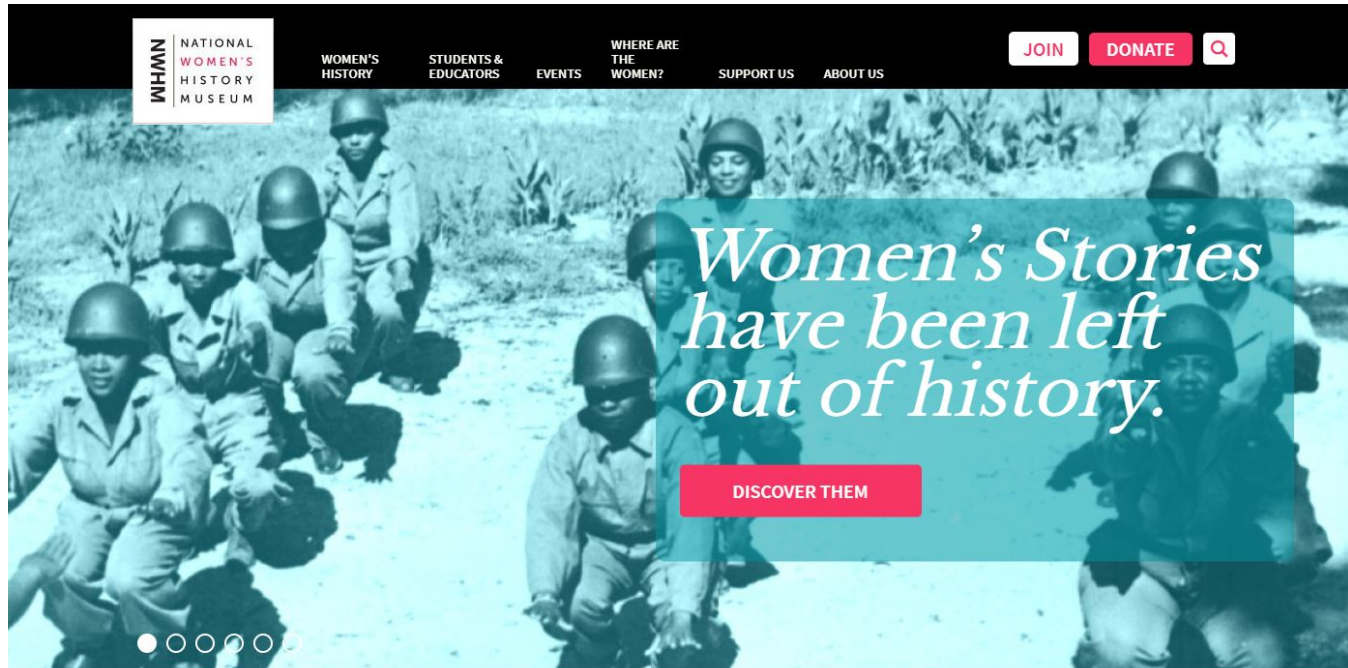 NWHM
NATIONAL
WOMEN'S
HISTORY
MUSEUM
WOMEN'S
HISTORY
STUDENTS &
EDUCATORS
EVENTS
WHERE ARE
THE
WOMEN?
SUPPORT US
ABOUT US
JOIN
DONATE
Women’s Stories
have been left
out of history.
DISCOVER THEM